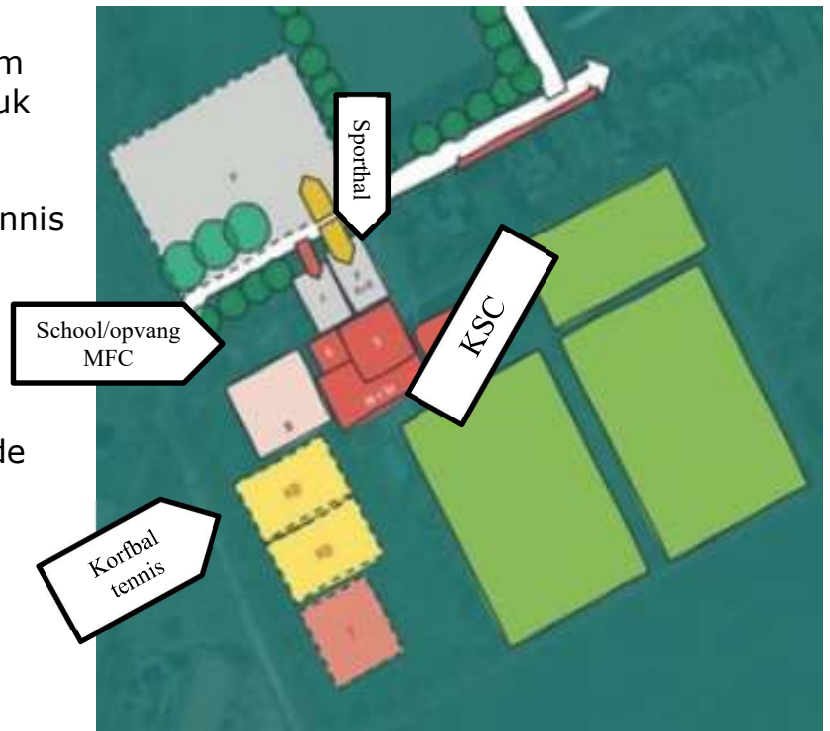 m
uk
Sporthal
nnis
KSC
School/opvang
MFC
de
Korfbal
tennis